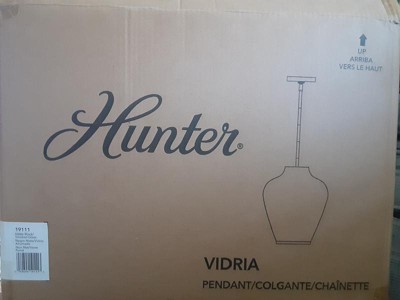 UP
ARRIBA
VERS LE HAUT
Hunter®
19111
VIDRIA
PENDANT/COLGANTE/CHAÎNETTE